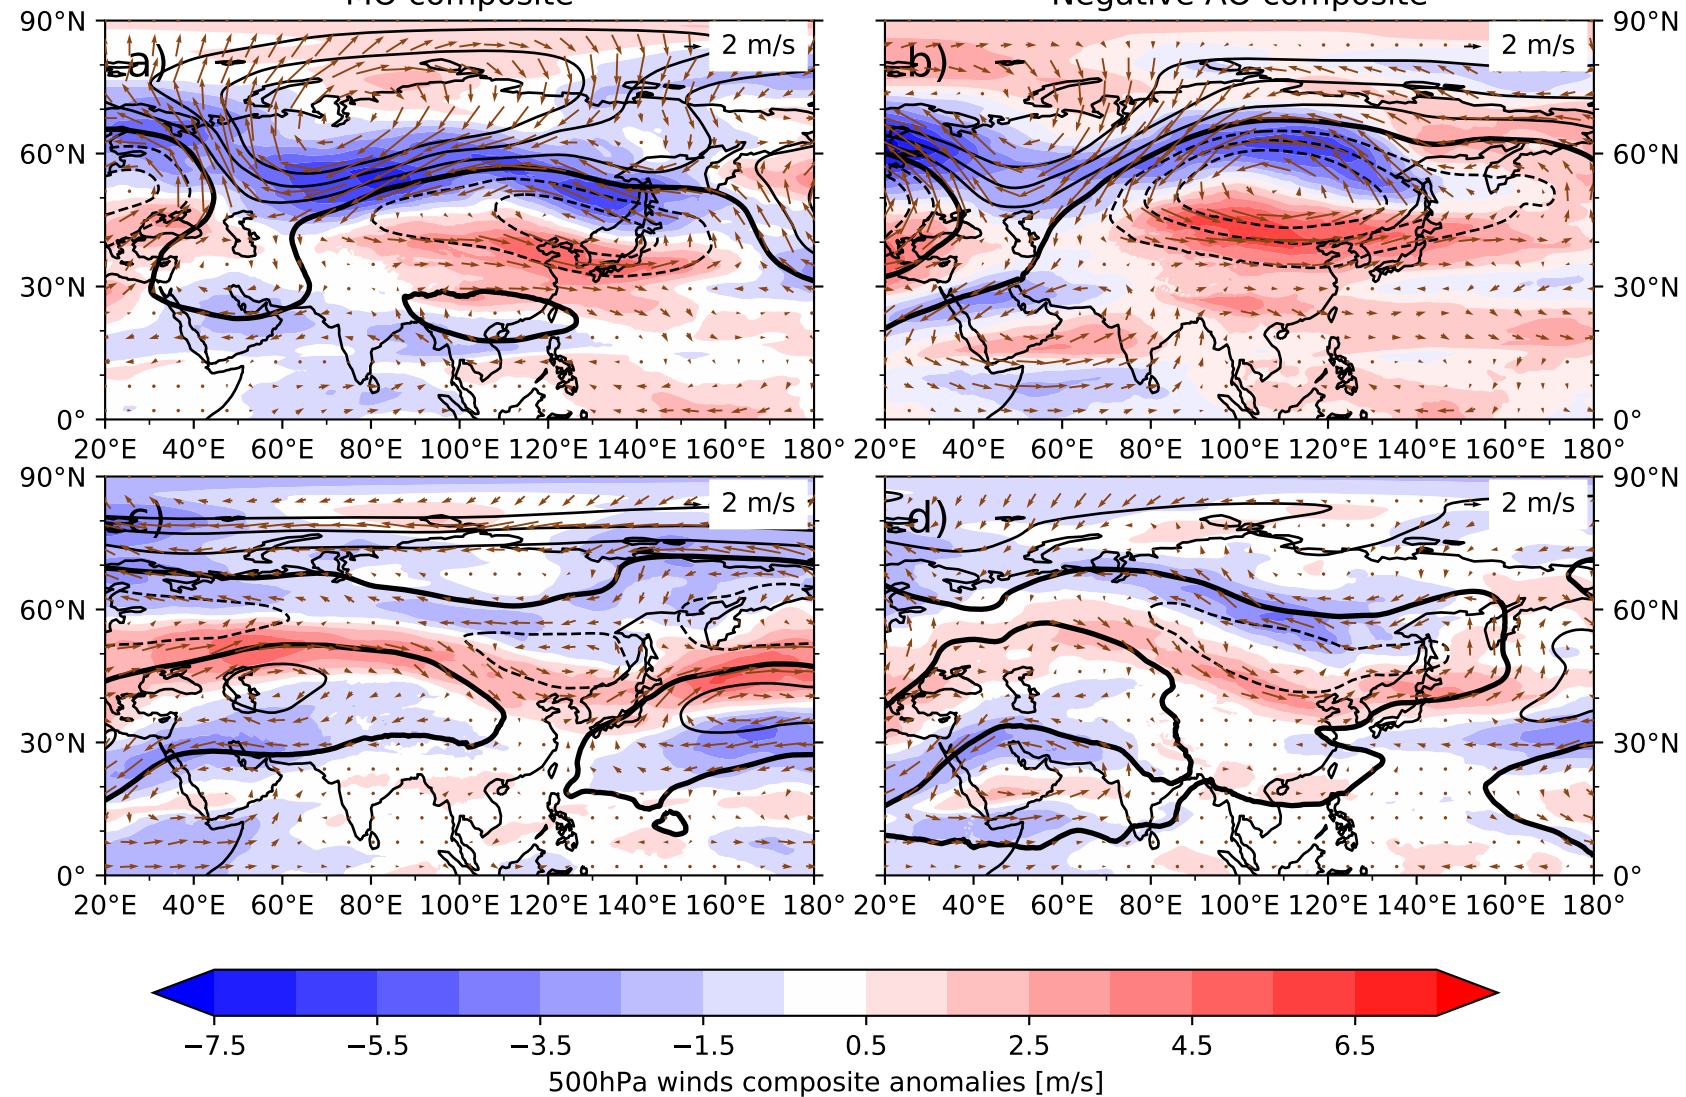 MO composite
Negative AO composite
90°N 60°N 30°N 0°
a) 2 m/s
b) 2 m/s
90°N 60°N 30°N 0°
20°E 40°E 60°E 80°E 100°E 120°E 140°E 160°E 180°
20°E 40°E 60°E 80°E 100°E 120°E 140°E 160°E 180°
90°N 60°N 30°N 0°
c) 2 m/s
d) 2 m/s
90°N 60°N 30°N 0°
20°E 40°E 60°E 80°E 100°E 120°E 140°E 160°E 180°
20°E 40°E 60°E 80°E 100°E 120°E 140°E 160°E 180°
−7.5 −5.5 −3.5 −1.5 0.5 2.5 4.5 6.5
500hPa winds composite anomalies [m/s]